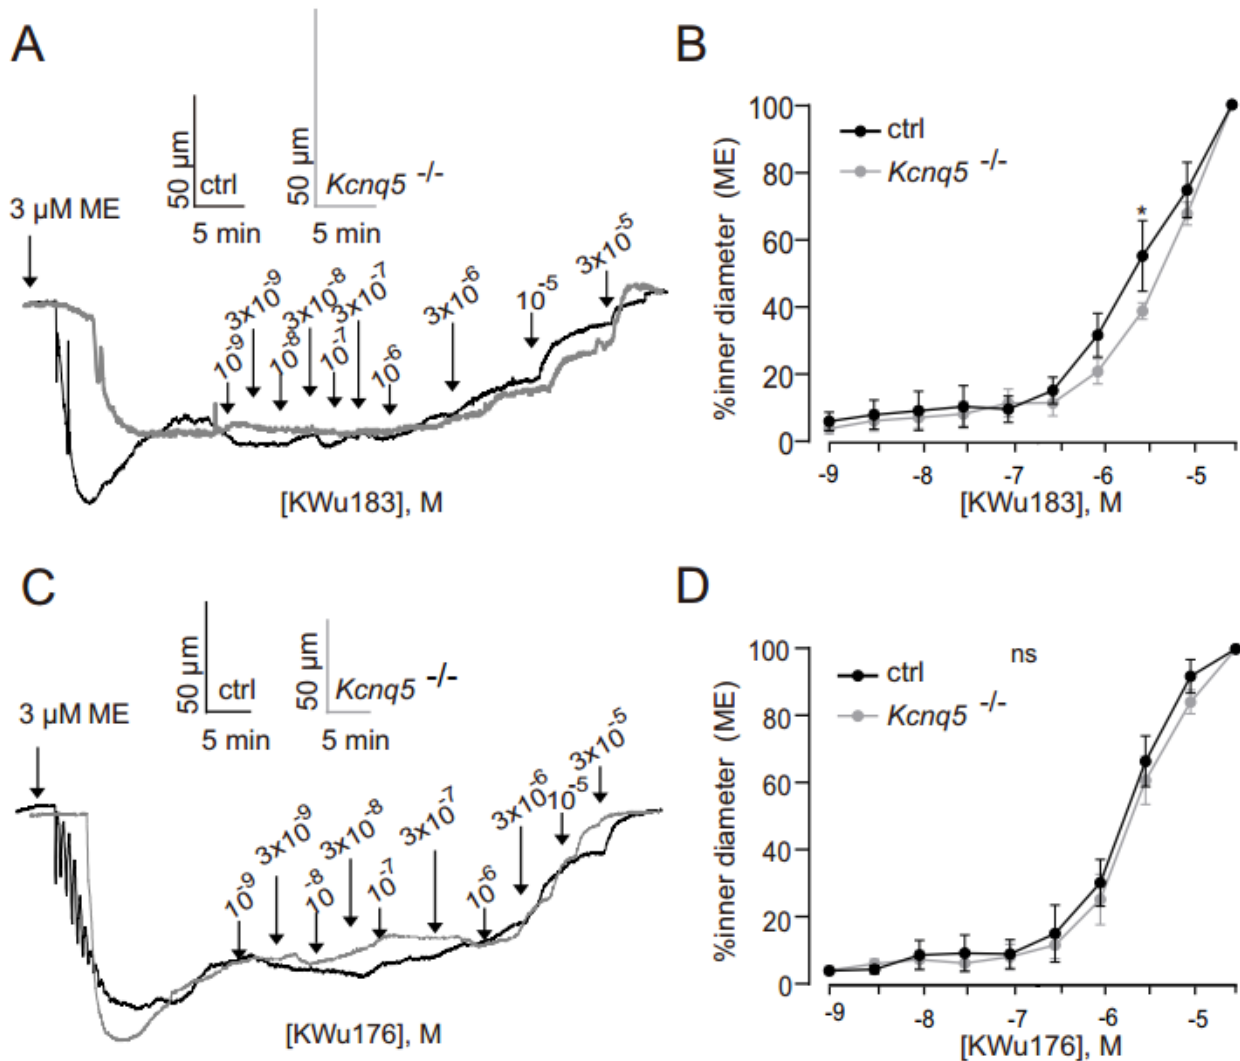 A
50 µm
ctrl
5 min
50 µm
Kcnq5 -/-
5 min
3 µM ME
10-9
3x10-9
10-8
3x10-8
10-7
3x10-7
10-6
3x10-6
10-5
3x10-5
[KWu183], M
B
ctrl
Kcnq5 -/-
%inner diameter (ME)
100
80
60
40
20
0
*
-9
-8
-7
-6
-5
[KWu183], M
C
50 µm
ctrl
5 min
50 µm
Kcnq5 -/-
5 min
3 µM ME
10-9
3x10-9
10-8
3x10-8
10-7
3x10-7
10-6
3x10-6
10-5
3x10-5
[KWu176], M
D
ctrl
Kcnq5 -/-
ns
%inner diameter (ME)
100
80
60
40
20
0
-9
-8
-7
-6
-5
[KWu176], M